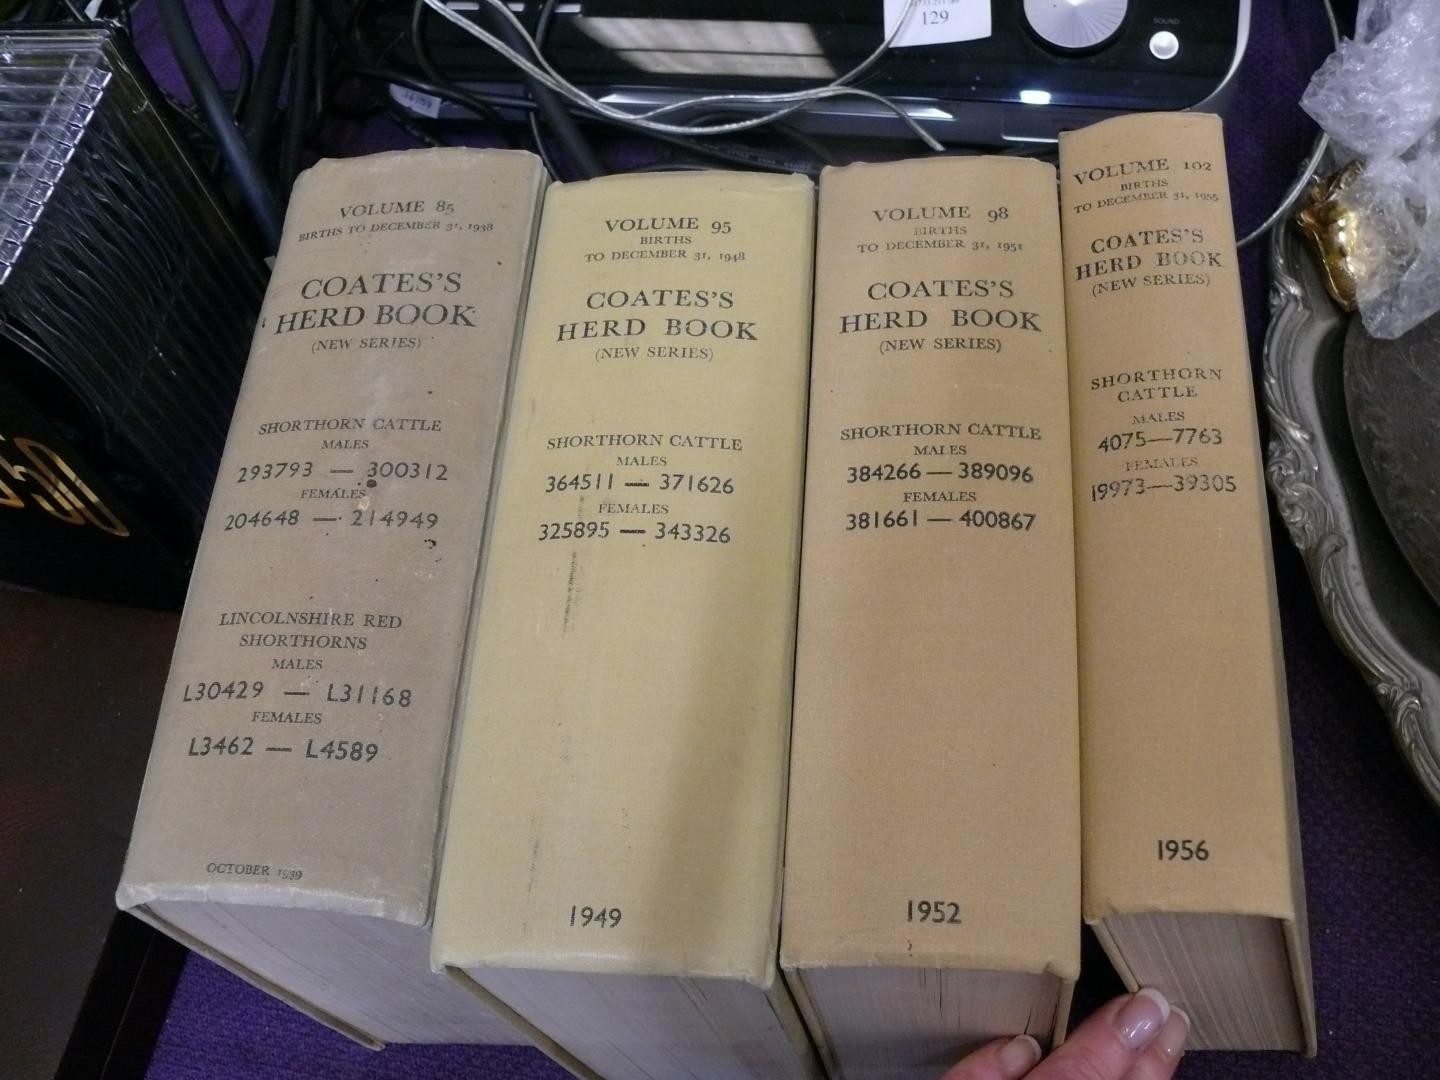 129
SOUND
VOLUME 85
BIRTHS TO DECEMBER 31, 1938
COATES'S
HERD BOOK
(NEW SERIES)
SHORTHORN CATTLE
MALES
293793 — 300312
FEMALES
204648 — 214949
LINCOLNSHIRE RED
SHORTHORNS
MALES
L30429 — L31168
FEMALES
L3462 — L4589
OCTOBER 1939
VOLUME 95
BIRTHS
TO DECEMBER 31, 1948
COATES'S
HERD BOOK
(NEW SERIES)
SHORTHORN CATTLE
MALES
364511 — 371626
FEMALES
325895 — 343326
1949
VOLUME 98
BIRTHS
TO DECEMBER 31, 1951
COATES'S
HERD BOOK
(NEW SERIES)
SHORTHORN CATTLE
MALES
384266 — 389096
FEMALES
381661 — 400867
1952
VOLUME 102
BIRTHS
TO DECEMBER 31, 1955
COATES'S
HERD BOOK
(NEW SERIES)
SHORTHORN
CATTLE
MALES
4075—7763
FEMALES
19973—39305
1956